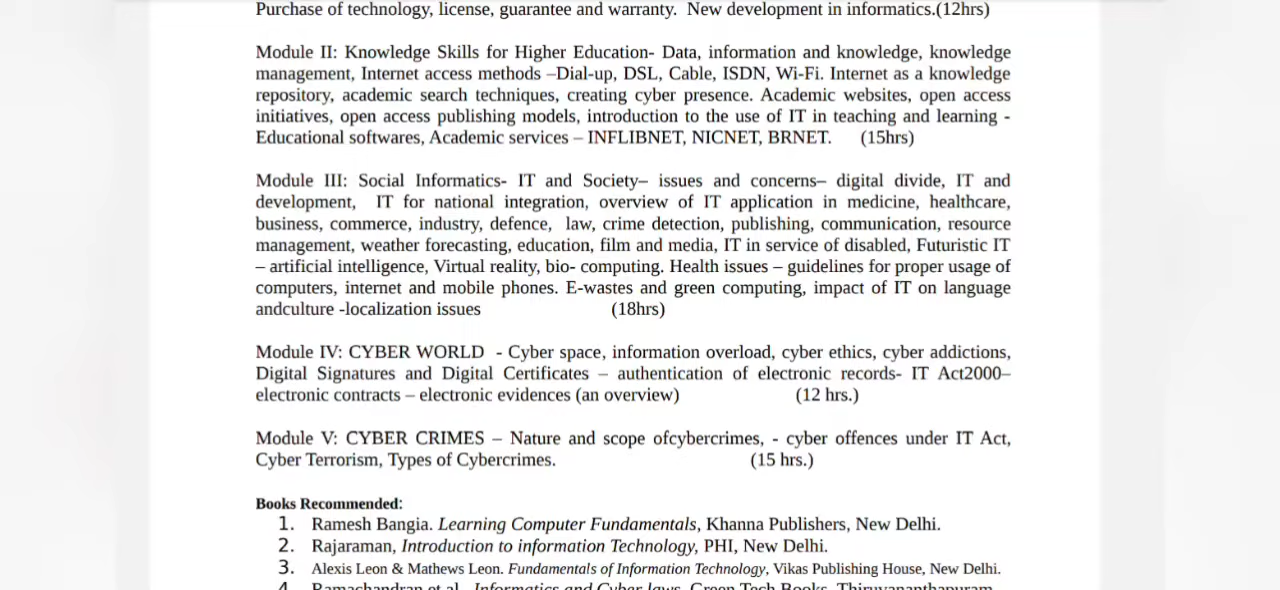 Purchase of technology, license, guarantee and warranty.  New development in informatics.(12hrs)
Module II: Knowledge Skills for Higher Education- Data, information and knowledge, knowledge
management, Internet access methods –Dial-up, DSL, Cable, ISDN, Wi-Fi. Internet as a knowledge
repository, academic search techniques, creating cyber presence. Academic websites, open access
initiatives, open access publishing models, introduction to the use of IT in teaching and learning -
Educational softwares, Academic services – INFLIBNET, NICNET, BRNET. (15hrs)
Module III: Social Informatics- IT and Society– issues and concerns– digital divide, IT and
development, IT for national integration, overview of IT application in medicine, healthcare,
business, commerce, industry, defence, law, crime detection, publishing, communication, resource
management, weather forecasting, education, film and media, IT in service of disabled, Futuristic IT
– artificial intelligence, Virtual reality, bio- computing. Health issues – guidelines for proper usage of
computers, internet and mobile phones. E-wastes and green computing, impact of IT on language
andculture -localization issues (18hrs)
Module IV: CYBER WORLD - Cyber space, information overload, cyber ethics, cyber addictions,
Digital Signatures and Digital Certificates – authentication of electronic records- IT Act2000–
electronic contracts – electronic evidences (an overview) (12 hrs.)
Module V: CYBER CRIMES – Nature and scope ofcybercrimes, - cyber offences under IT Act,
Cyber Terrorism, Types of Cybercrimes. (15 hrs.)
Books Recommended:
1. Ramesh Bangia. Learning Computer Fundamentals, Khanna Publishers, New Delhi.
2. Rajaraman, Introduction to information Technology, PHI, New Delhi.
3. Alexis Leon & Mathews Leon. Fundamentals of Information Technology, Vikas Publishing House, New Delhi.
4. Ramachandran et al., Informatics and Cyber laws, Green Tech Books, Thiruvananthapuram